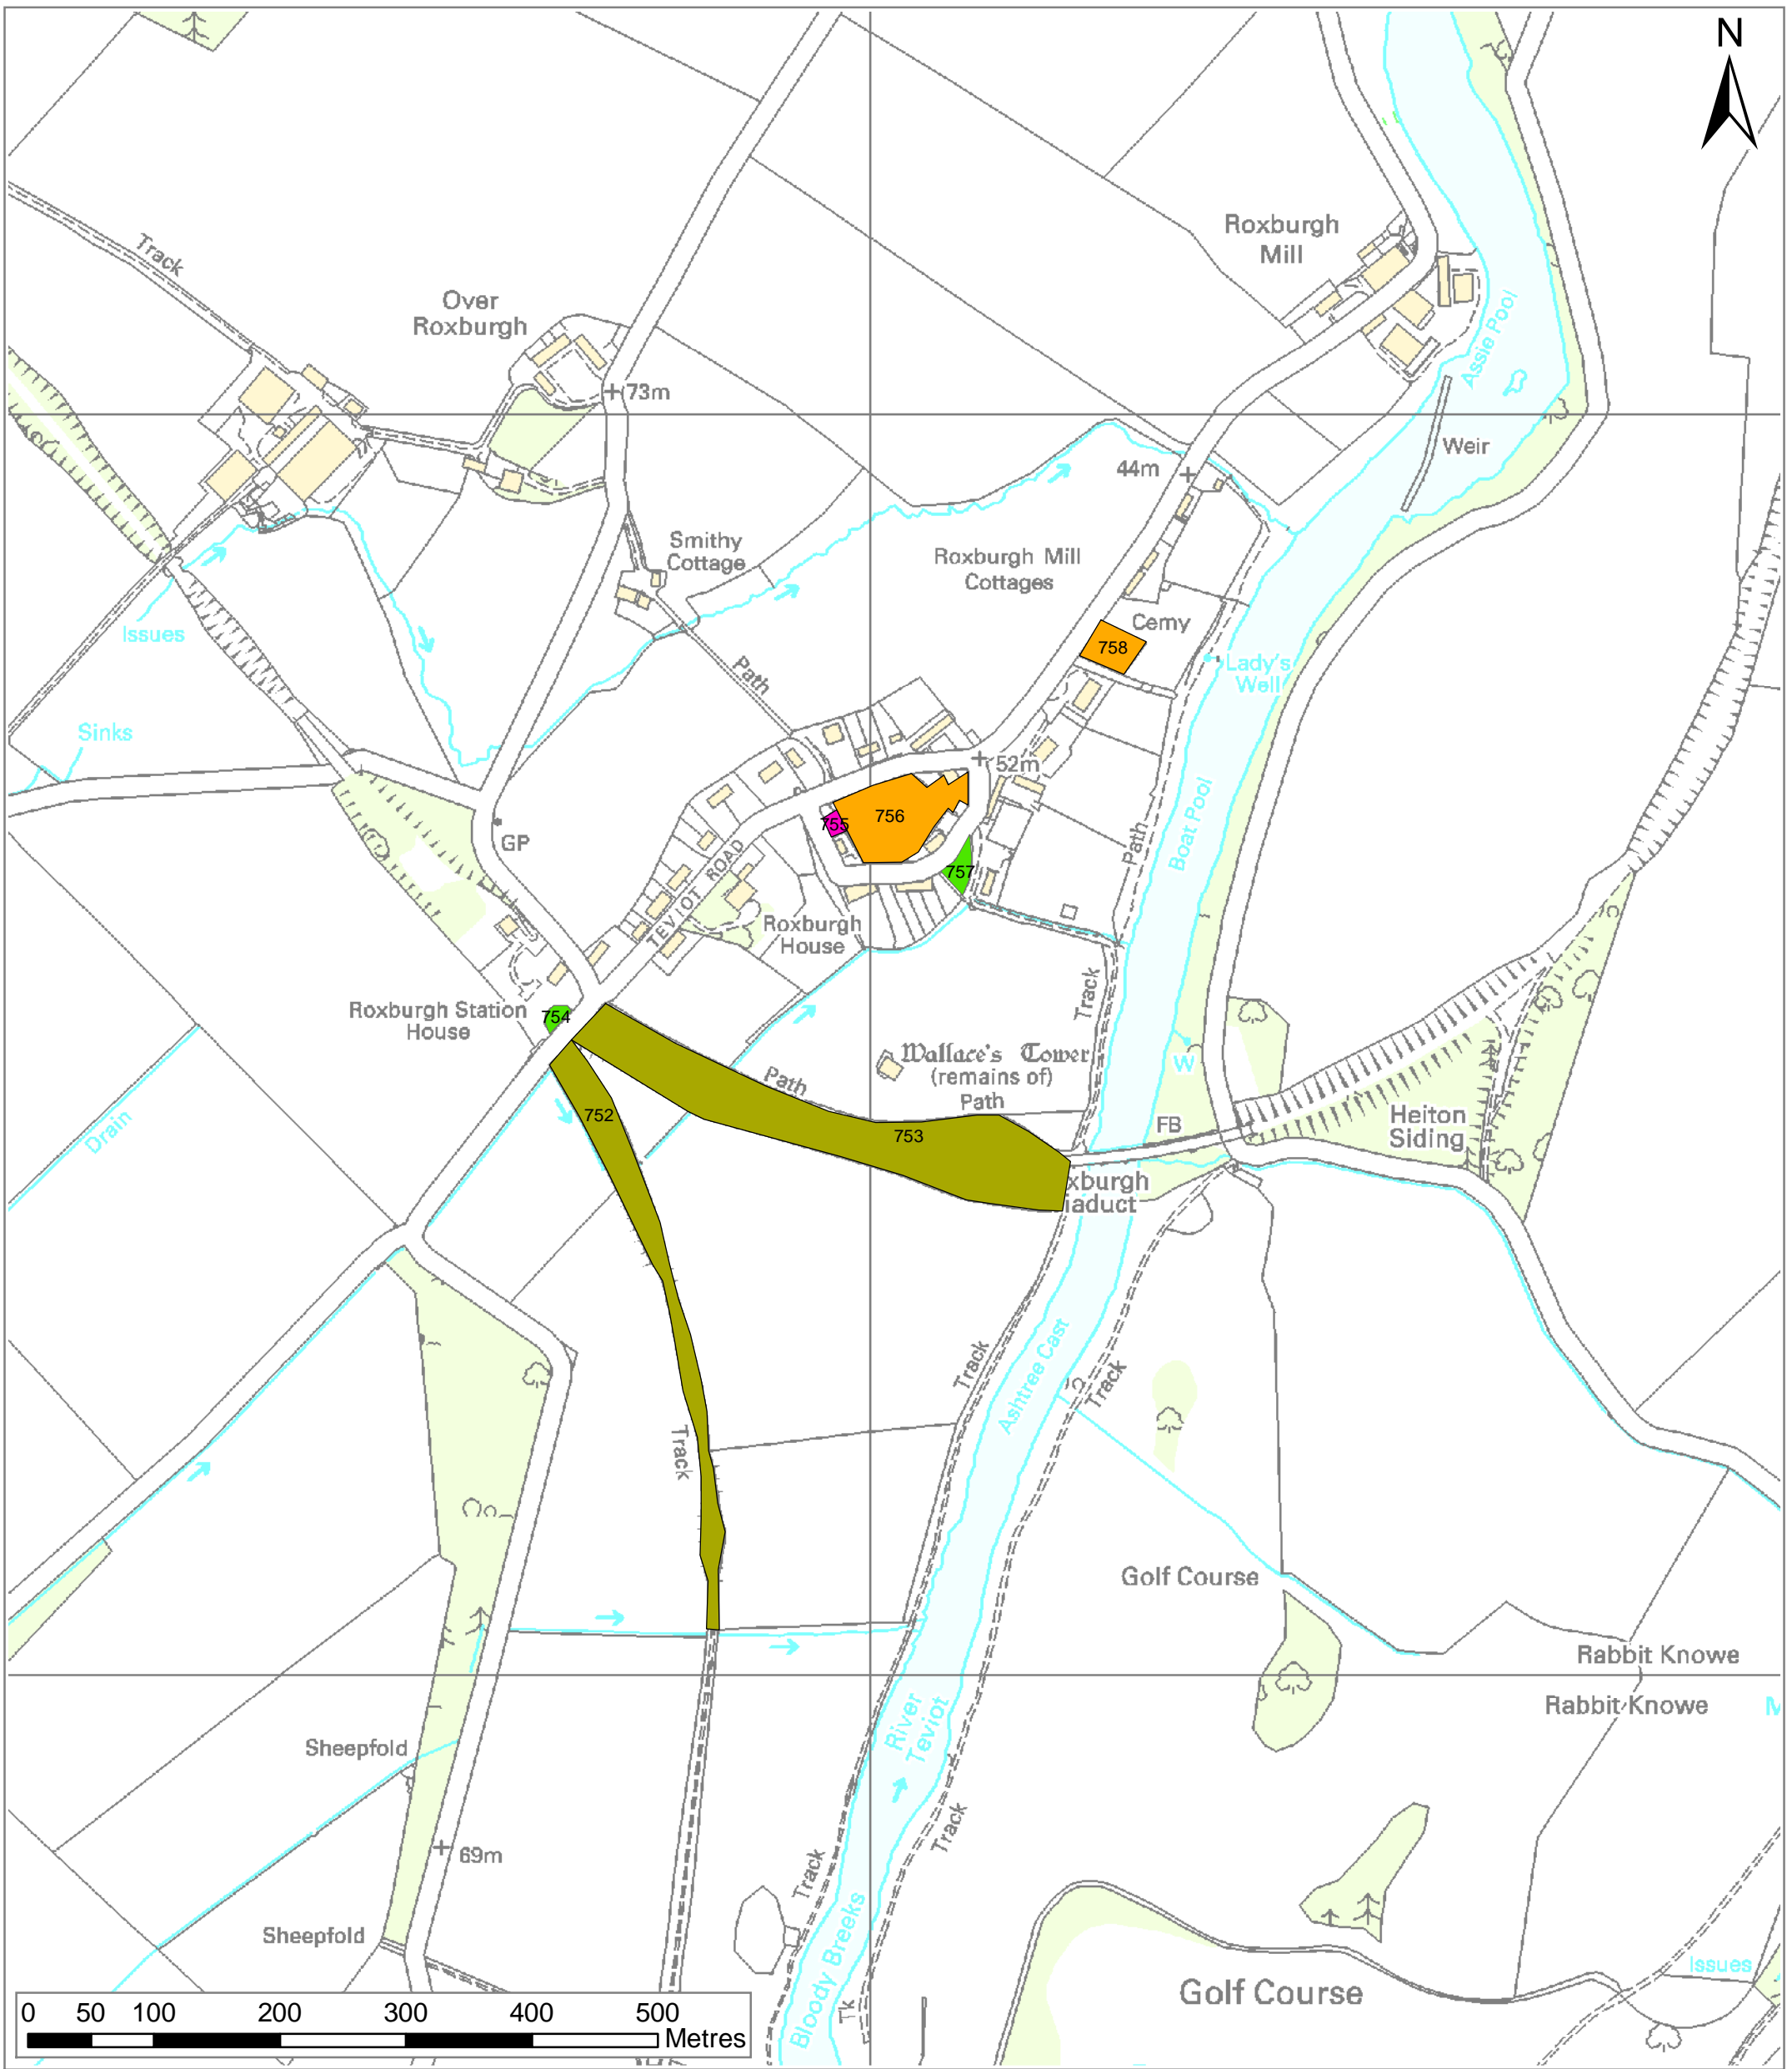 N
Track
Over
Roxburgh
73m
Roxburgh
Mill
Assie Pool
Weir
44m
Smithy
Cottage
Roxburgh Mill
Cottages
Issues
Cemy
758
Lady's
Well
Path
Sinks
52m
756
755
757
GP
TEVIOT ROAD
Path
Boat Pool
Roxburgh
House
Track
Roxburgh Station
House
754
Wallace's Tower
(remains of)
Path
Path
W
Drain
752
753
FB
Heiton
Siding
xburgh
iaduct
Track
Ashtree Cast
Track
Track
Golf Course
Rabbit Knowe
Rabbit Knowe
M
River
Teviot
Sheepfold
69m
Track
Track
Sheepfold
Bloody Breeks
Tk
Issues
Golf Course
0 50 100 200 300 400 500
Metres